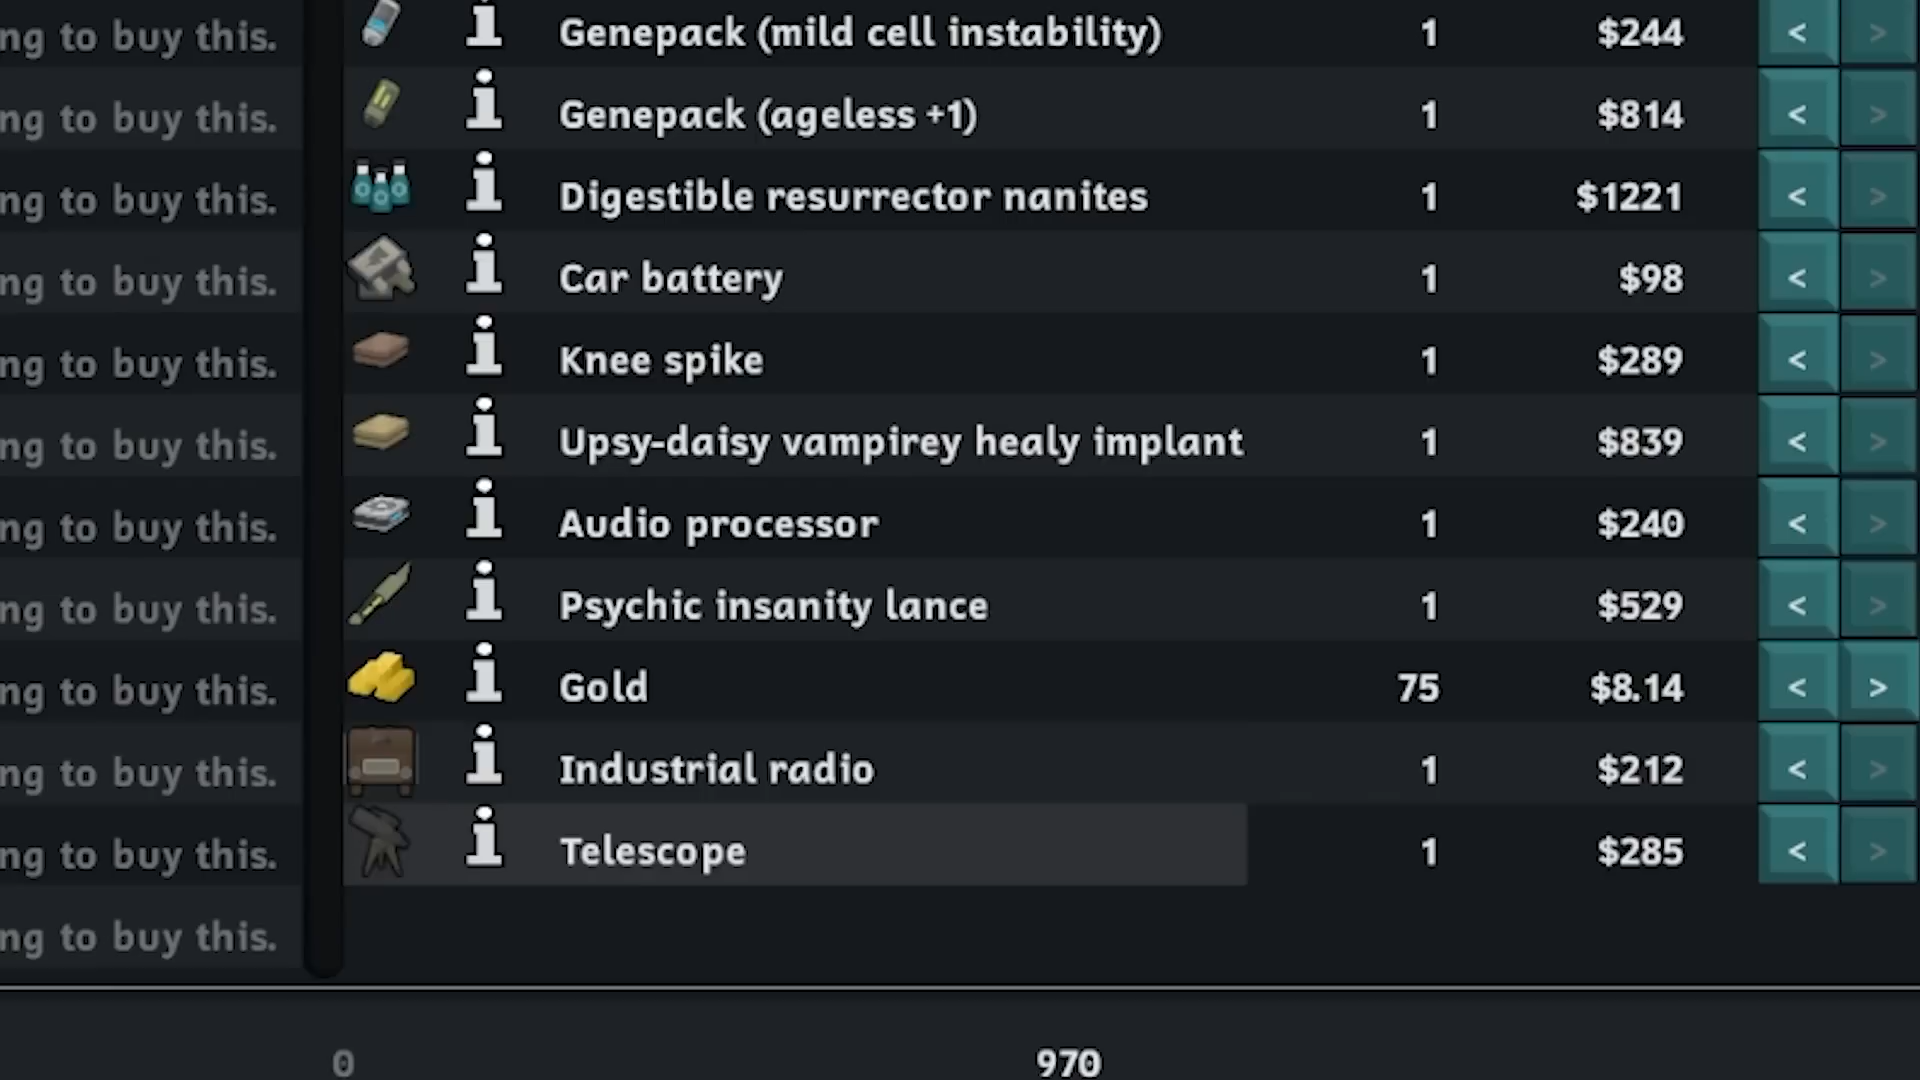 ng to buy this. Genepack (mild cell instability) 1 $244 < >
ng to buy this. Genepack (ageless +1) 1 $814 < >
ng to buy this. Digestible resurrector nanites 1 $1221 < >
ng to buy this. Car battery 1 $98 < >
ng to buy this. Knee spike 1 $289 < >
ng to buy this. Upsy-daisy vampirey healy implant 1 $839 < >
ng to buy this. Audio processor 1 $240 < >
ng to buy this. Psychic insanity lance 1 $529 < >
ng to buy this. Gold 75 $8.14 < >
ng to buy this. Industrial radio 1 $212 < >
ng to buy this. Telescope 1 $285 < >
ng to buy this.
0 970